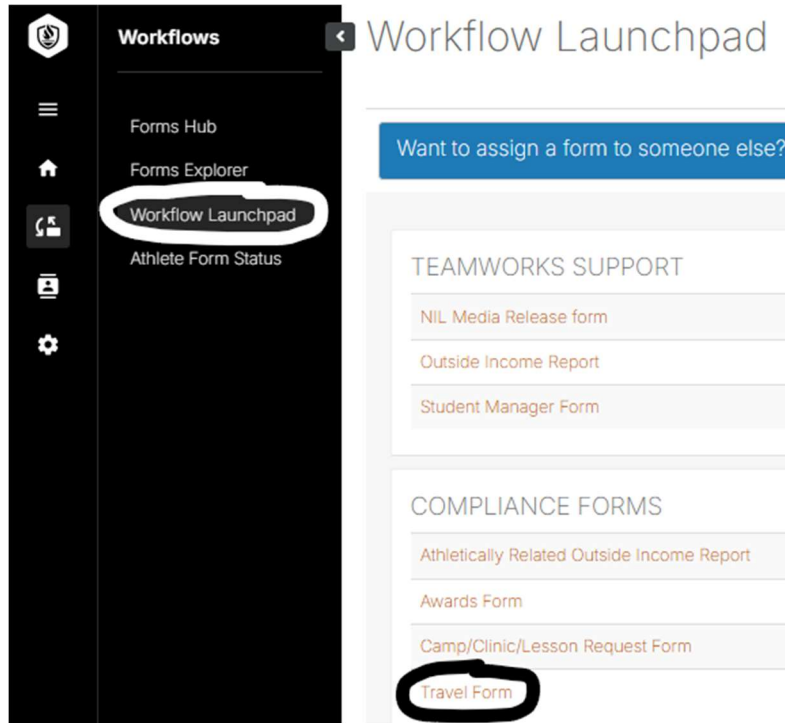 Workflows
Forms Hub
Forms Explorer
Workflow Launchpad
Athlete Form Status
Workflow Launchpad
Want to assign a form to someone else?
TEAMWORKS SUPPORT
NIL Media Release form
Outside Income Report
Student Manager Form
COMPLIANCE FORMS
Athletically Related Outside Income Report
Awards Form
Camp/Clinic/Lesson Request Form
Travel Form